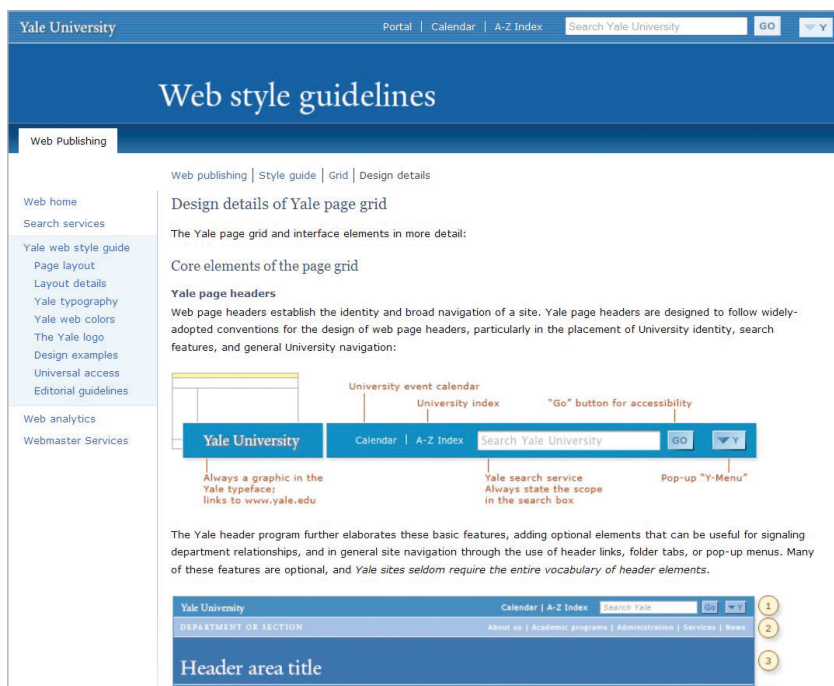 Yale University
Portal | Calendar | A-Z Index Search Yale University GO Y
Web style guidelines
Web Publishing
Web publishing | Style guide | Grid | Design details
Web home
Search services
Yale web style guide
Page layout
Layout details
Yale typography
Yale web colors
The Yale logo
Design examples
Universal access
Editorial guidelines
Web analytics
Webmaster Services
Design details of Yale page grid
The Yale page grid and interface elements in more detail:
Core elements of the page grid
Yale page headers
Web page headers establish the identity and broad navigation of a site. Yale page headers are designed to follow widely-
adopted conventions for the design of web page headers, particularly in the placement of University identity, search
features, and general University navigation:
University event calendar
University index
"Go" button for accessibility
Yale University
Calendar | A-Z Index Search Yale University GO Y
Always a graphic in the
Yale typeface;
links to www.yale.edu
Yale search service
Always state the scope
in the search box
Pop-up "Y-Menu"
The Yale header program further elaborates these basic features, adding optional elements that can be useful for signaling
department relationships, and in general site navigation through the use of header links, folder tabs, or pop-up menus. Many
of these features are optional, and Yale sites seldom require the entire vocabulary of header elements.
Yale University Calendar | A-Z Index Search Yale Go Y 1
DEPARTMENT OR SECTION About us | Academic programs | Administration | Services | News 2
Header area title 3